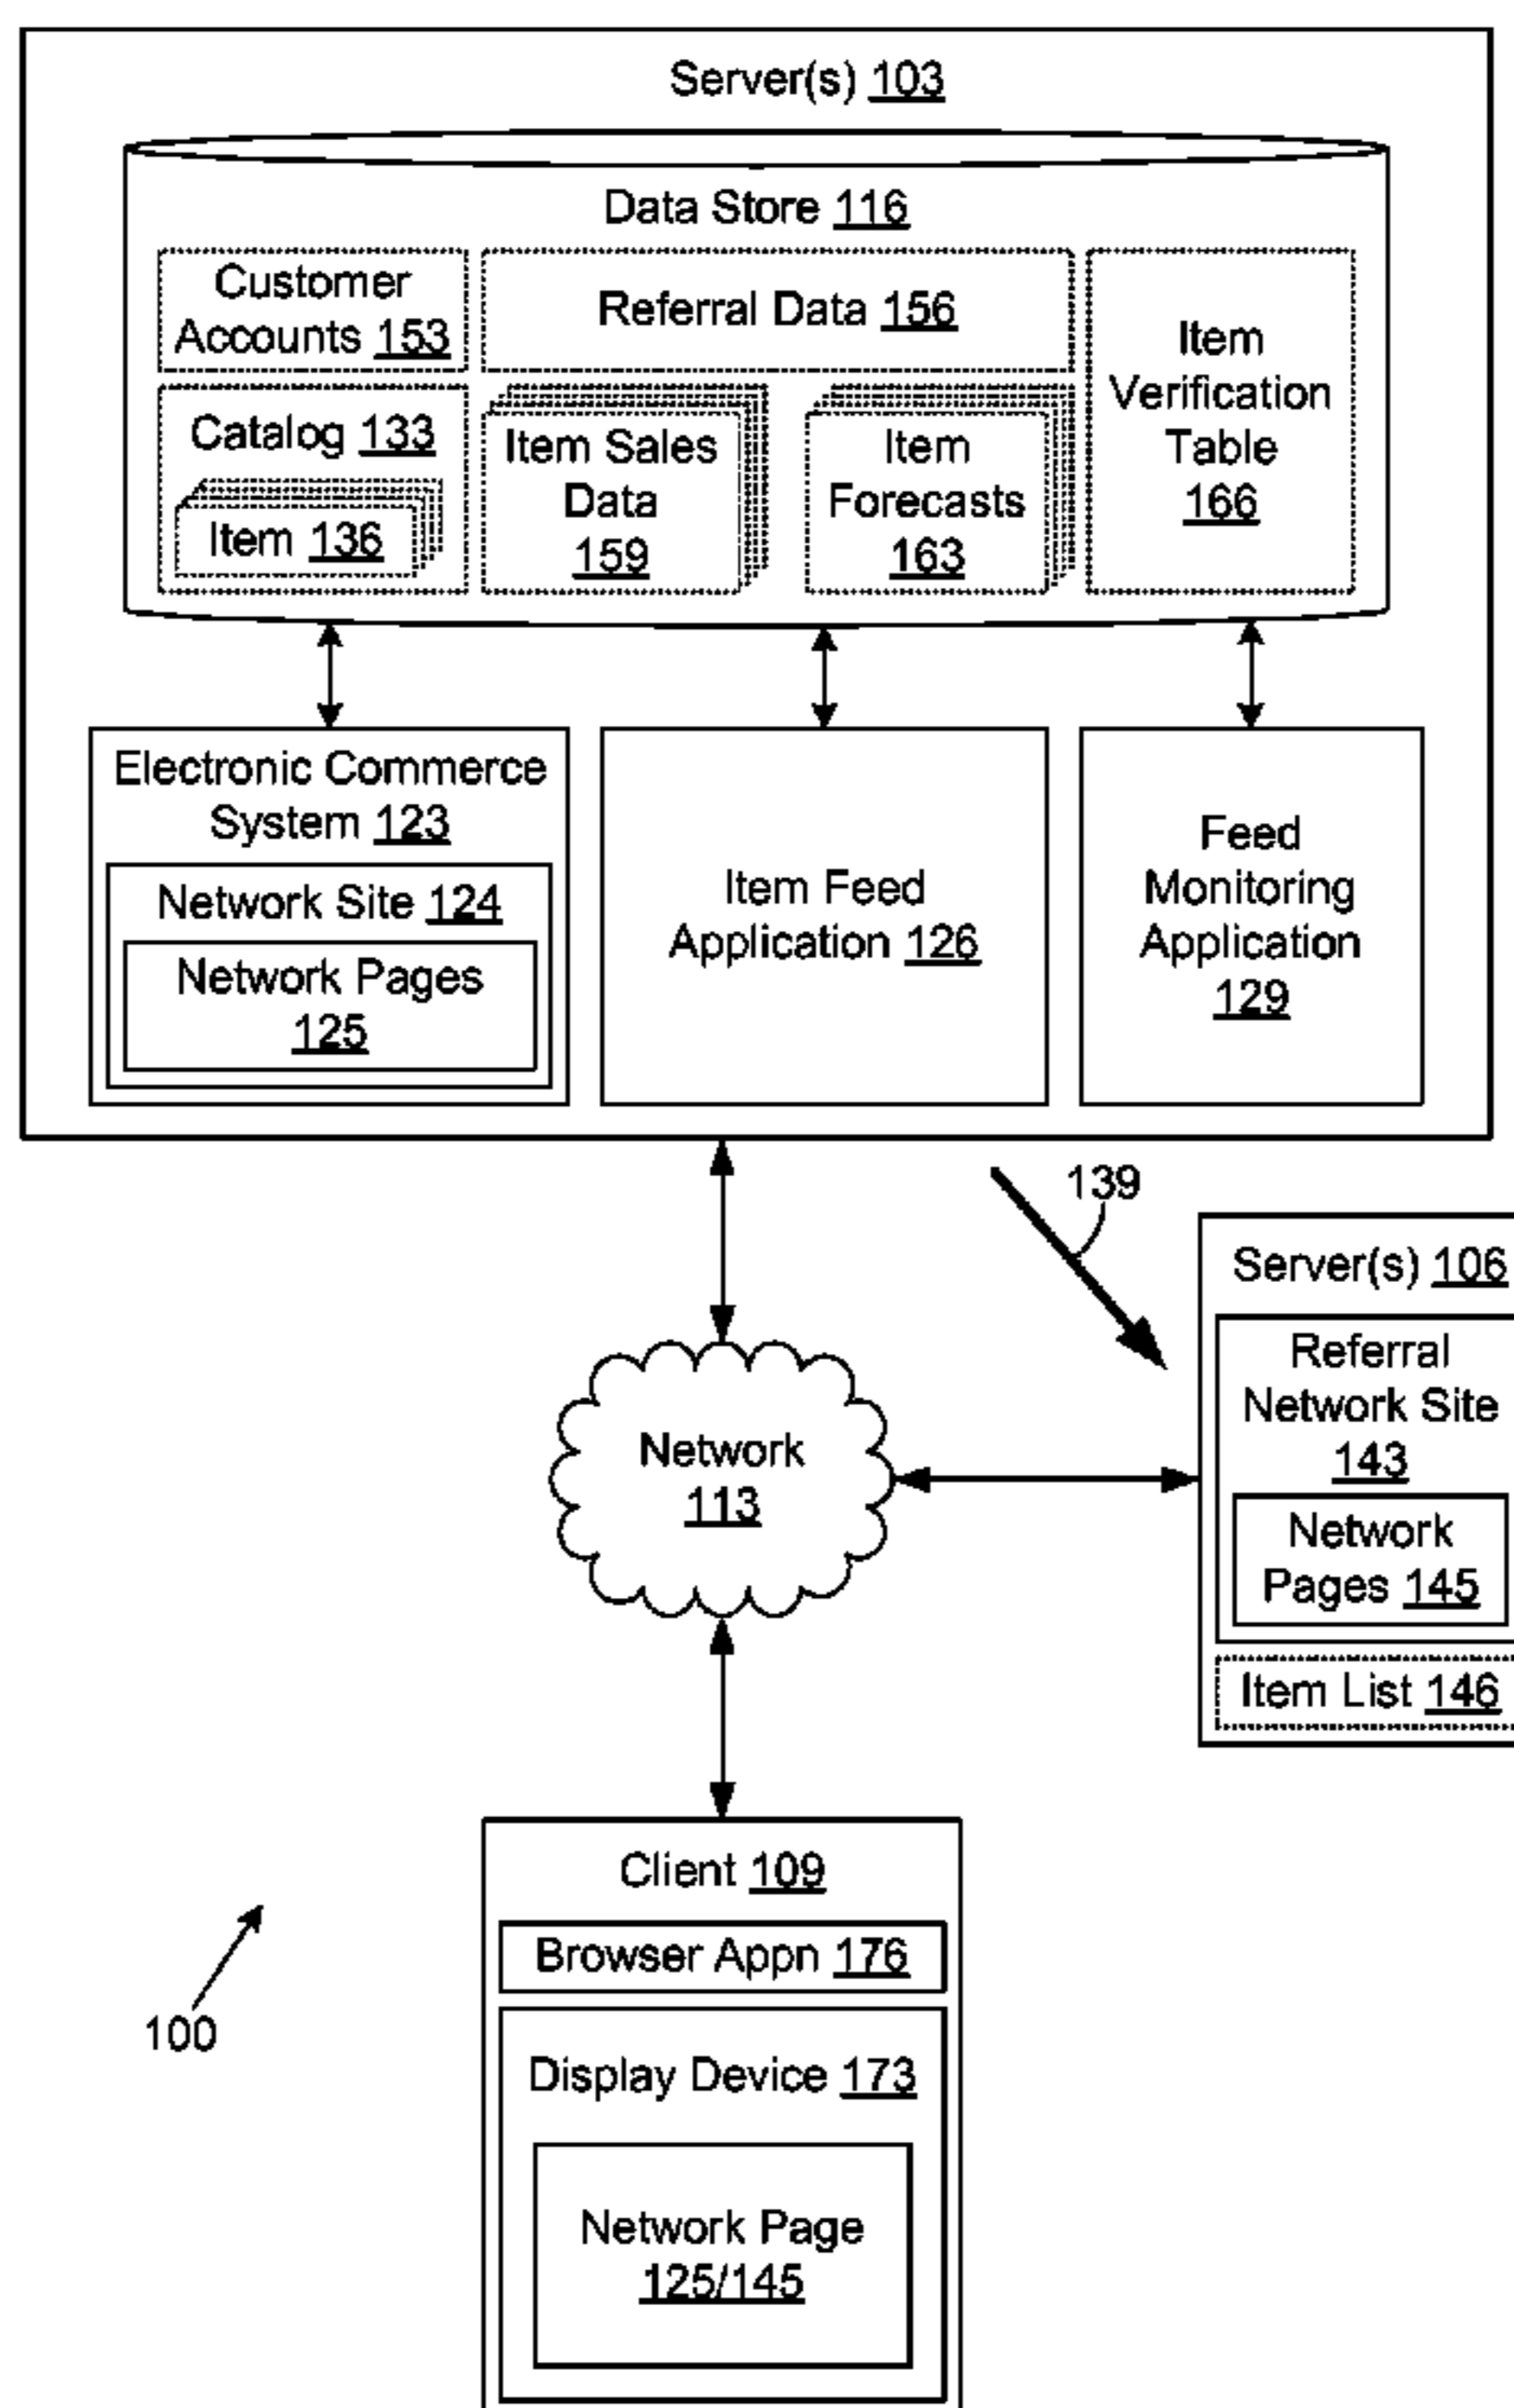 Server(s) 103
Data Store 116
Customer
Accounts 153
Referral Data 156
Item
Verification
Table
166
Catalog 133
Item 136
Item Sales
Data
159
Item
Forecasts
163
Electronic Commerce
System 123
Network Site 124
Network Pages
125
Item Feed
Application 126
Feed
Monitoring
Application
129
139
Server(s) 106
Referral
Network Site
143
Network
Pages 145
Item List 146
Network
113
Client 109
Browser Appn 176
Display Device 173
Network Page
125/145
100